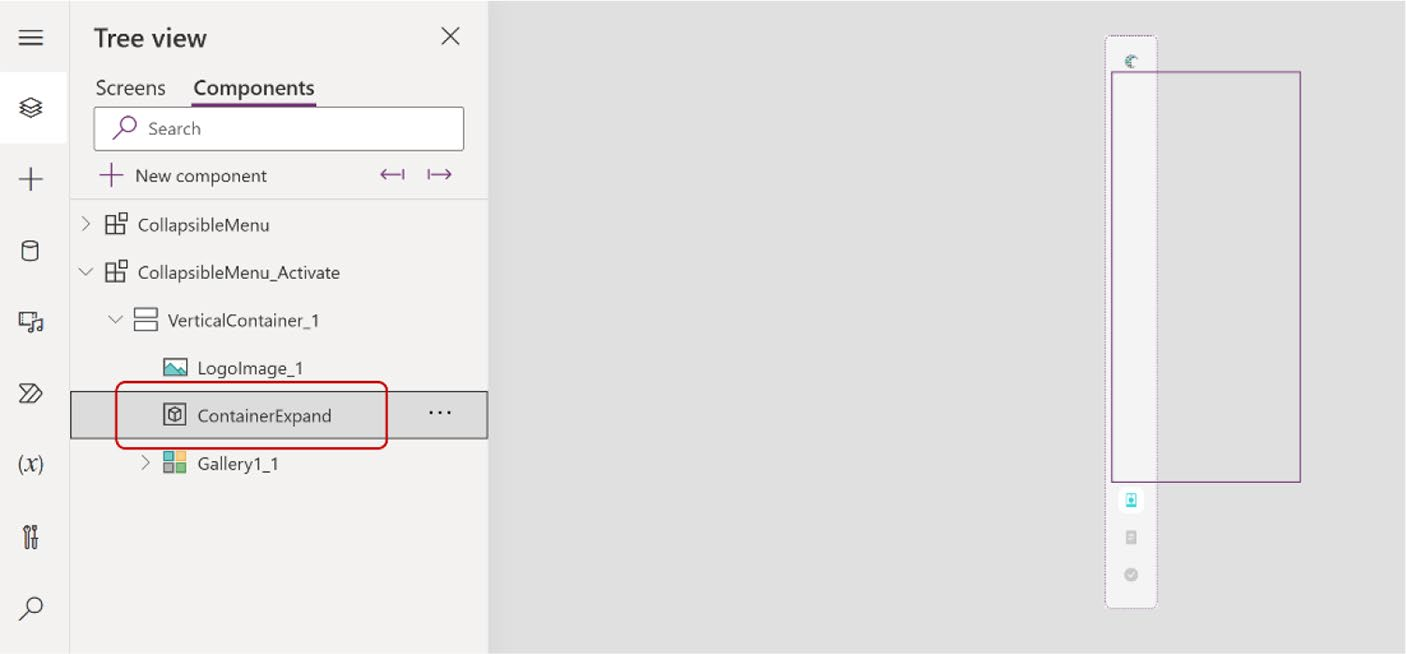 Tree view
Screens Components
Search
New component
CollapsibleMenu
CollapsibleMenu_Activate
VerticalContainer_1
LogoImage_1
ContainerExpand
Gallery1_1
(x)